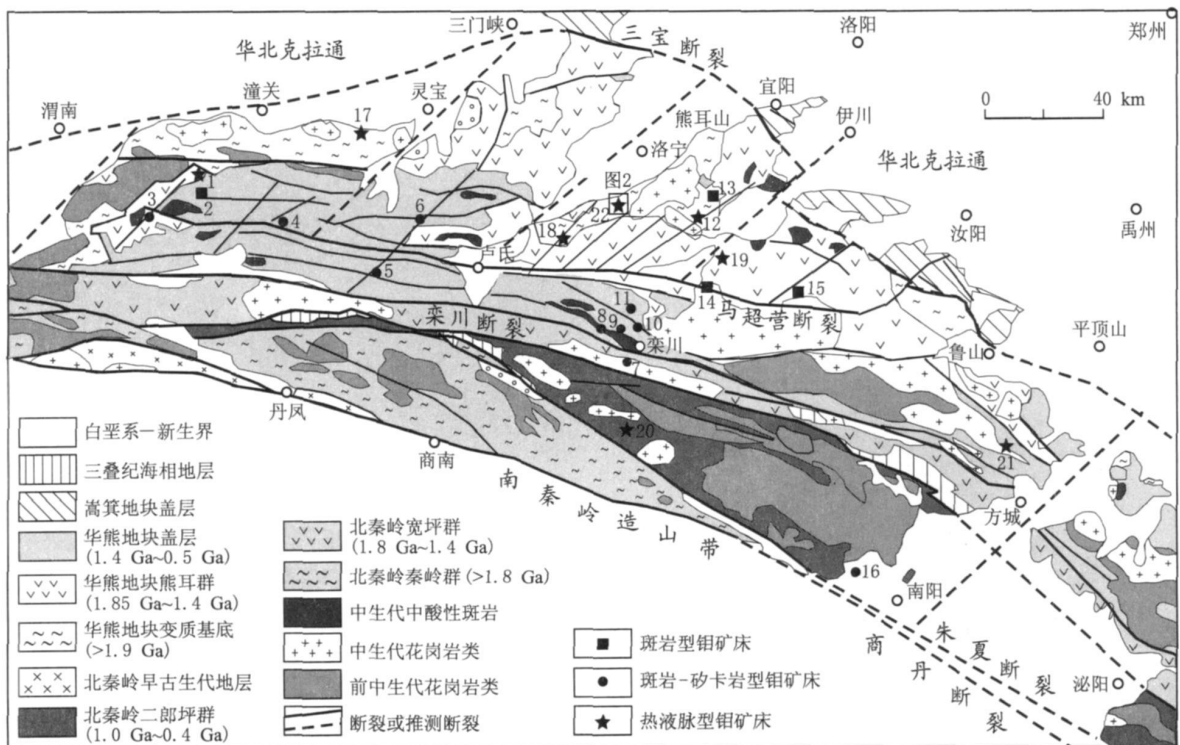 华北克拉通
三门峡
三宝断裂
洛阳
郑州
渭南
潼关
17
灵宝
宜阳
0 40 km
熊耳山
伊川
洛宁
华北克拉通
图2
1
2
3
4
5
6
22
18
13
12
19
汝阳
禹州
卢氏
14
15
马超营断裂
11
8
9
10
栾川断裂
栾川
鲁山
平顶山
丹凤
商南
20
21
方城
南秦岭造山带
16
南阳
朱夏断裂
商丹断裂
泌阳
白垩系-新生界
三叠纪海相地层
嵩箕地块盖层
华熊地块盖层
(1.4 Ga~0.5 Ga)
华熊地块熊耳群
(1.85 Ga~1.4 Ga)
华熊地块变质基底
(>1.9 Ga)
北秦岭早古生代地层
北秦岭二郎坪群
(1.0 Ga~0.4 Ga)
北秦岭宽坪群
(1.8 Ga~1.4 Ga)
北秦岭秦岭群(>1.8 Ga)
中生代中酸性斑岩
中生代花岗岩类
前中生代花岗岩类
断裂或推测断裂
斑岩型钼矿床
斑岩-矽卡岩型钼矿床
热液脉型钼矿床